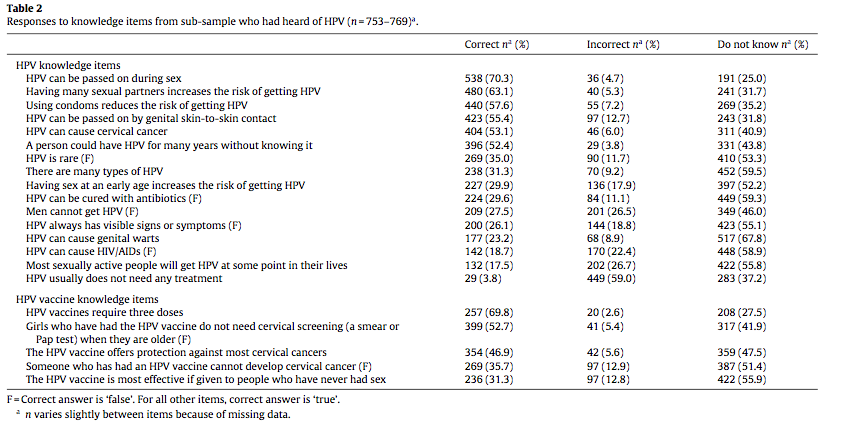 Table 2
Responses to knowledge items from sub-sample who had heard of HPV (n = 753–769)a.
Correct na (%) Incorrect na (%) Do not know na (%)
HPV knowledge items
HPV can be passed on during sex 538 (70.3) 36 (4.7) 191 (25.0)
Having many sexual partners increases the risk of getting HPV 480 (63.1) 40 (5.3) 241 (31.7)
Using condoms reduces the risk of getting HPV 440 (57.6) 55 (7.2) 269 (35.2)
HPV can be passed on by genital skin-to-skin contact 423 (55.4) 97 (12.7) 243 (31.8)
HPV can cause cervical cancer 404 (53.1) 46 (6.0) 311 (40.9)
A person could have HPV for many years without knowing it 396 (52.4) 29 (3.8) 331 (43.8)
HPV is rare (F) 269 (35.0) 90 (11.7) 410 (53.3)
There are many types of HPV 238 (31.3) 70 (9.2) 452 (59.5)
Having sex at an early age increases the risk of getting HPV 227 (29.9) 136 (17.9) 397 (52.2)
HPV can be cured with antibiotics (F) 224 (29.6) 84 (11.1) 449 (59.3)
Men cannot get HPV (F) 209 (27.5) 201 (26.5) 349 (46.0)
HPV always has visible signs or symptoms (F) 200 (26.1) 144 (18.8) 423 (55.1)
HPV can cause genital warts 177 (23.2) 68 (8.9) 517 (67.8)
HPV can cause HIV/AIDs (F) 142 (18.7) 170 (22.4) 448 (58.9)
Most sexually active people will get HPV at some point in their lives 132 (17.5) 202 (26.7) 422 (55.8)
HPV usually does not need any treatment 29 (3.8) 449 (59.0) 283 (37.2)
HPV vaccine knowledge items
HPV vaccines require three doses 257 (69.8) 20 (2.6) 208 (27.5)
Girls who have had the HPV vaccine do not need cervical screening (a smear or 399 (52.7) 41 (5.4) 317 (41.9)
Pap test) when they are older (F)
The HPV vaccine offers protection against most cervical cancers 354 (46.9) 42 (5.6) 359 (47.5)
Someone who has had an HPV vaccine cannot develop cervical cancer (F) 269 (35.7) 97 (12.9) 387 (51.4)
The HPV vaccine is most effective if given to people who have never had sex 236 (31.3) 97 (12.8) 422 (55.9)
F = Correct answer is ‘false’. For all other items, correct answer is ‘true’.
a n varies slightly between items because of missing data.